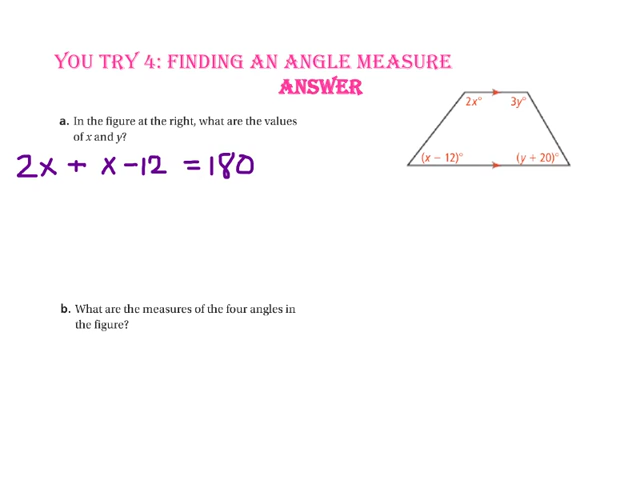 YOU TRY 4: FINDING AN ANGLE MEASURE
ANSWER
a. In the figure at the right, what are the values
of x and y?
2x° 3y°
(x − 12)° (y + 20)°
2x + x - 12 = 180
b. What are the measures of the four angles in
the figure?